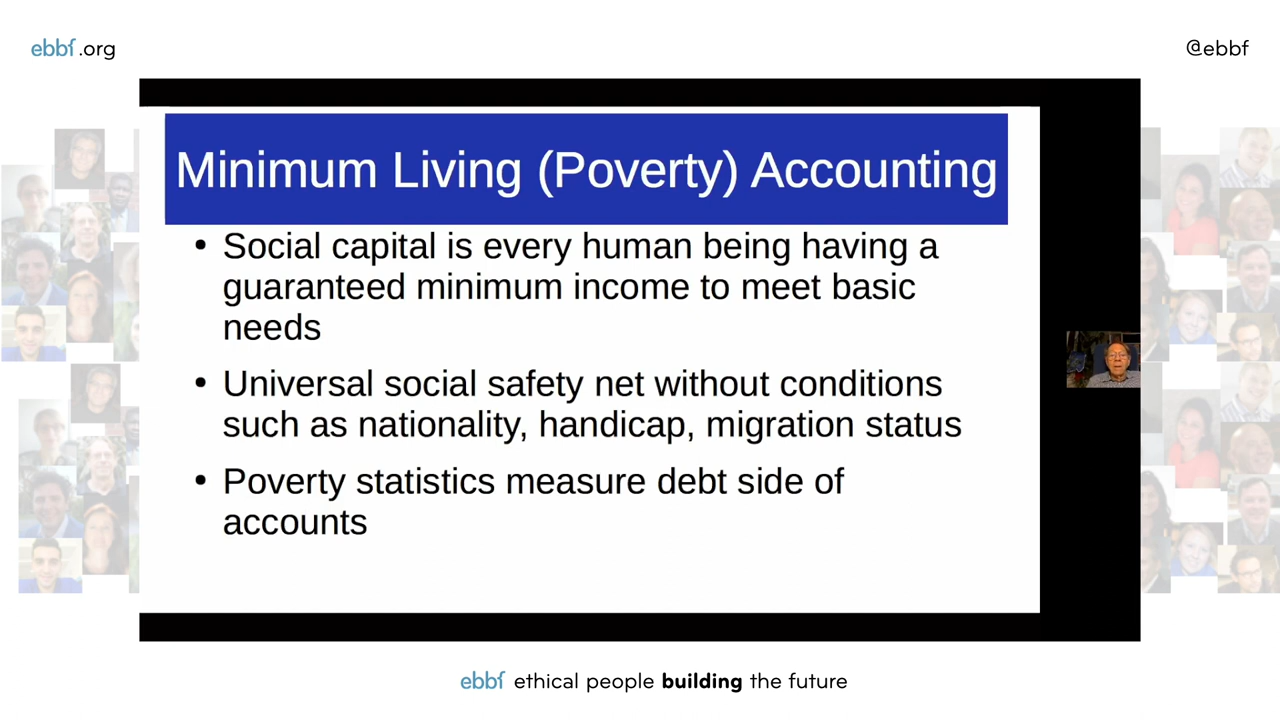 ebbf.org
@ebbf
Minimum Living (Poverty) Accounting
• Social capital is every human being having a
guaranteed minimum income to meet basic
needs
• Universal social safety net without conditions
such as nationality, handicap, migration status
• Poverty statistics measure debt side of
accounts
ebbf ethical people building the future